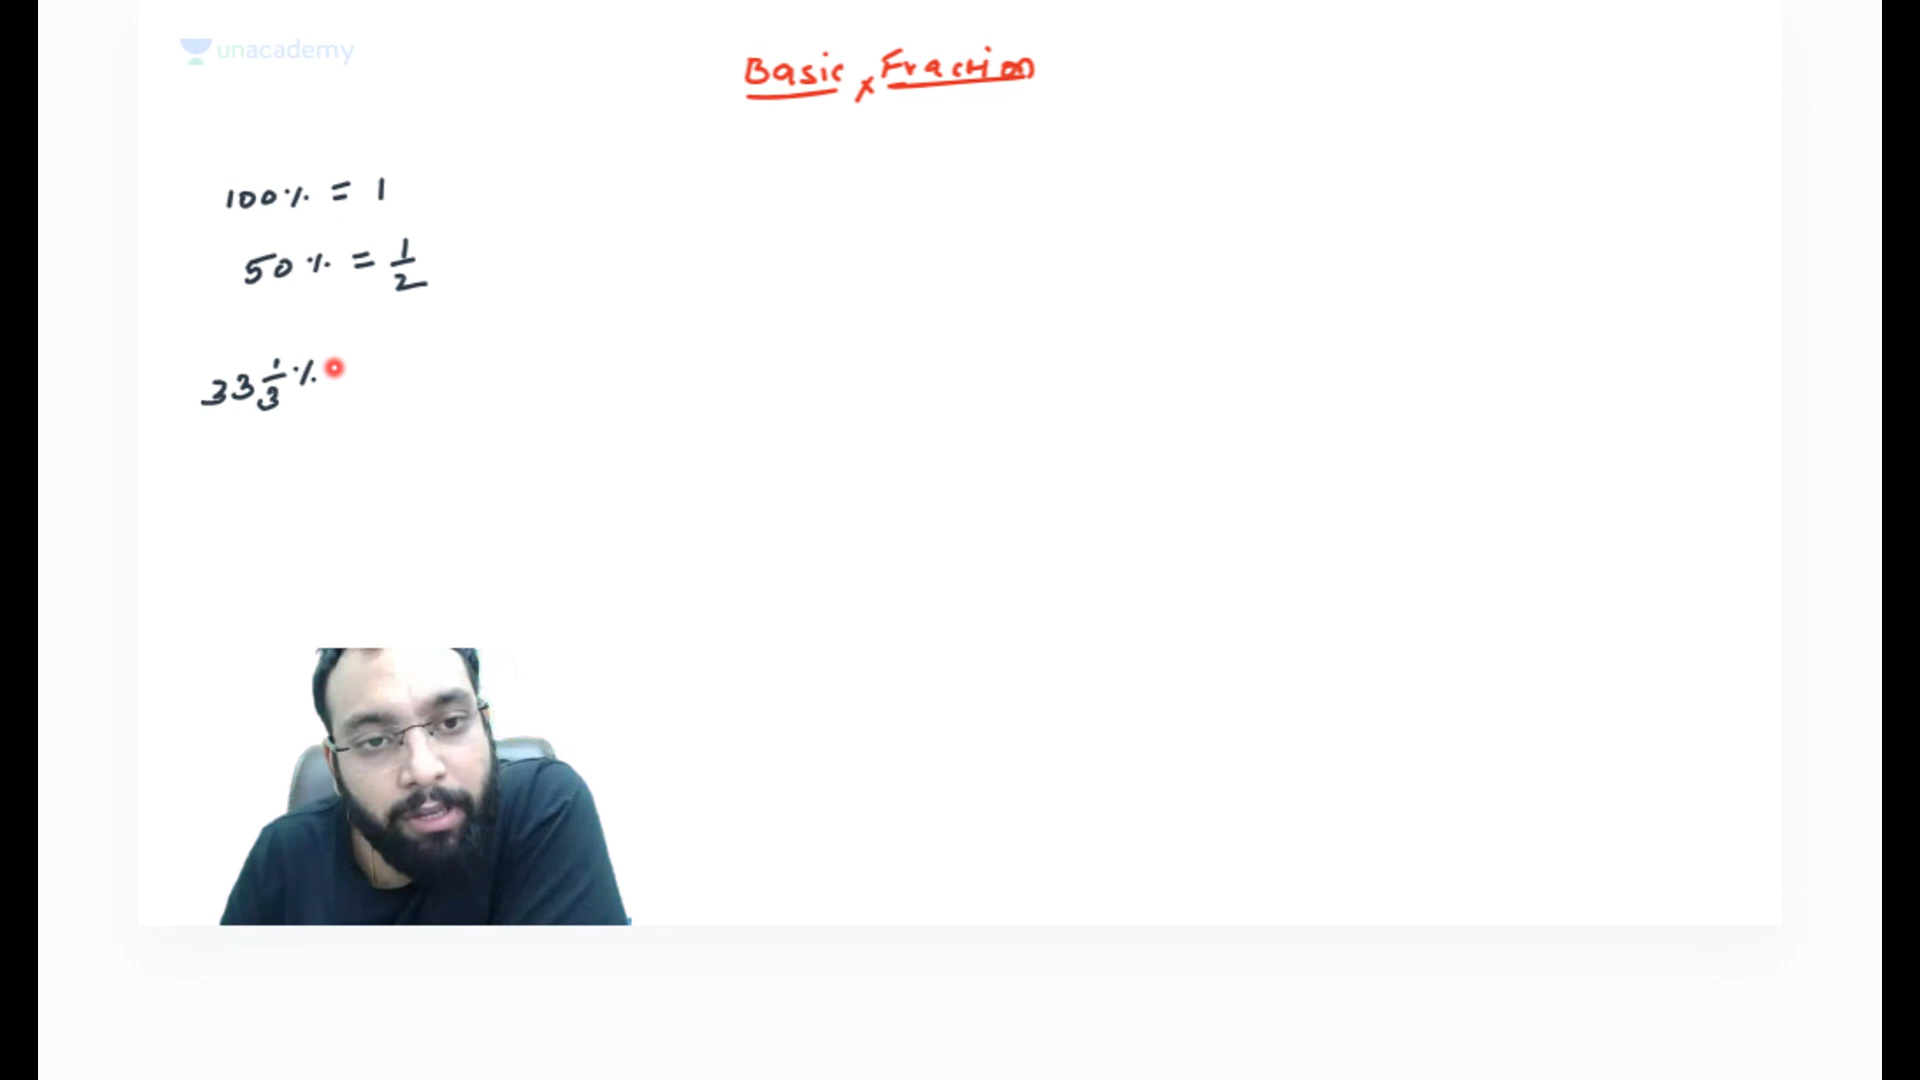 unacademy
Basic Fraction
100% = 1
50% = 1/2
33 1/3 %